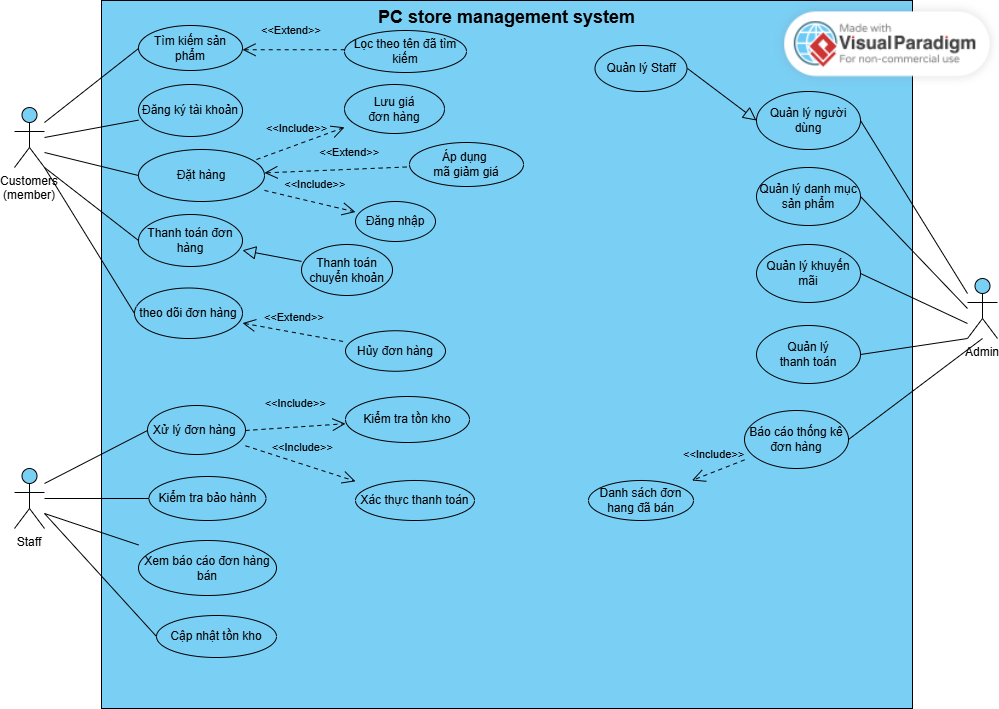 PC store management system
Made with
VisualParadigm
For non-commercial use
Tìm kiếm sản
phẩm
<<Extend>>
Lọc theo tên đã tìm
kiếm
Quản lý Staff
Đăng ký tài khoản
Lưu giá
đơn hàng
Quản lý người
dùng
<<Include>>
<<Extend>>
Áp dụng
mã giảm giá
Customers
(member)
Đặt hàng
<<Include>>
Quản lý danh mục
sản phẩm
Đăng nhập
Thanh toán đơn
hàng
Thanh toán
chuyển khoản
Quản lý khuyến
mãi
theo dõi đơn hàng
<<Extend>>
Hủy đơn hàng
Quản lý
thanh toán
Admin
<<Include>>
Xử lý đơn hàng
Kiểm tra tồn kho
<<Include>>
Báo cáo thống kê
đơn hàng
<<Include>>
Kiểm tra bảo hành
Xác thực thanh toán
Danh sách đơn
hang đã bán
Staff
Xem báo cáo đơn hàng
bán
Cập nhật tồn kho